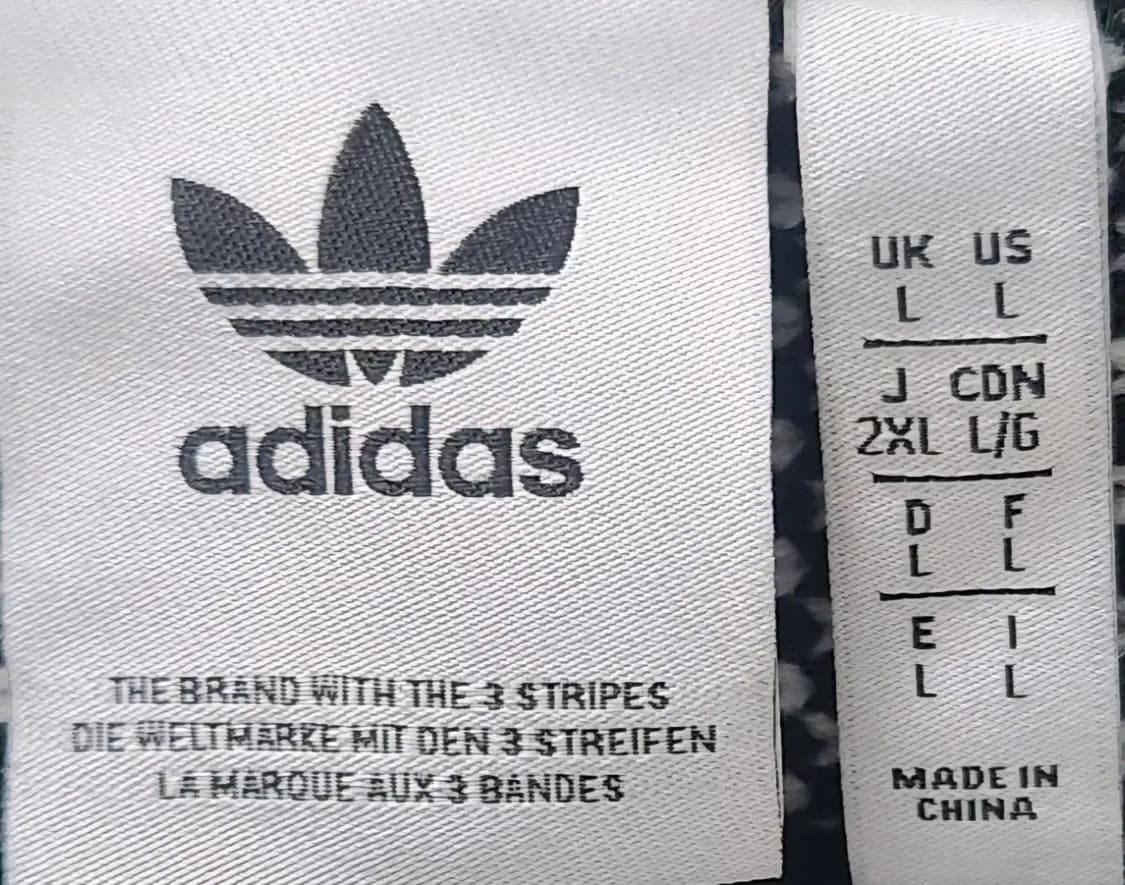 adidas
THE BRAND WITH THE 3 STRIPES
DIE WELTMARKE MIT DEN 3 STREIFEN
LA MARQUE AUX 3 BANDES
UK US
L L
J CDN
2XL L/G
D F
L L
E I
L L
MADE IN
CHINA